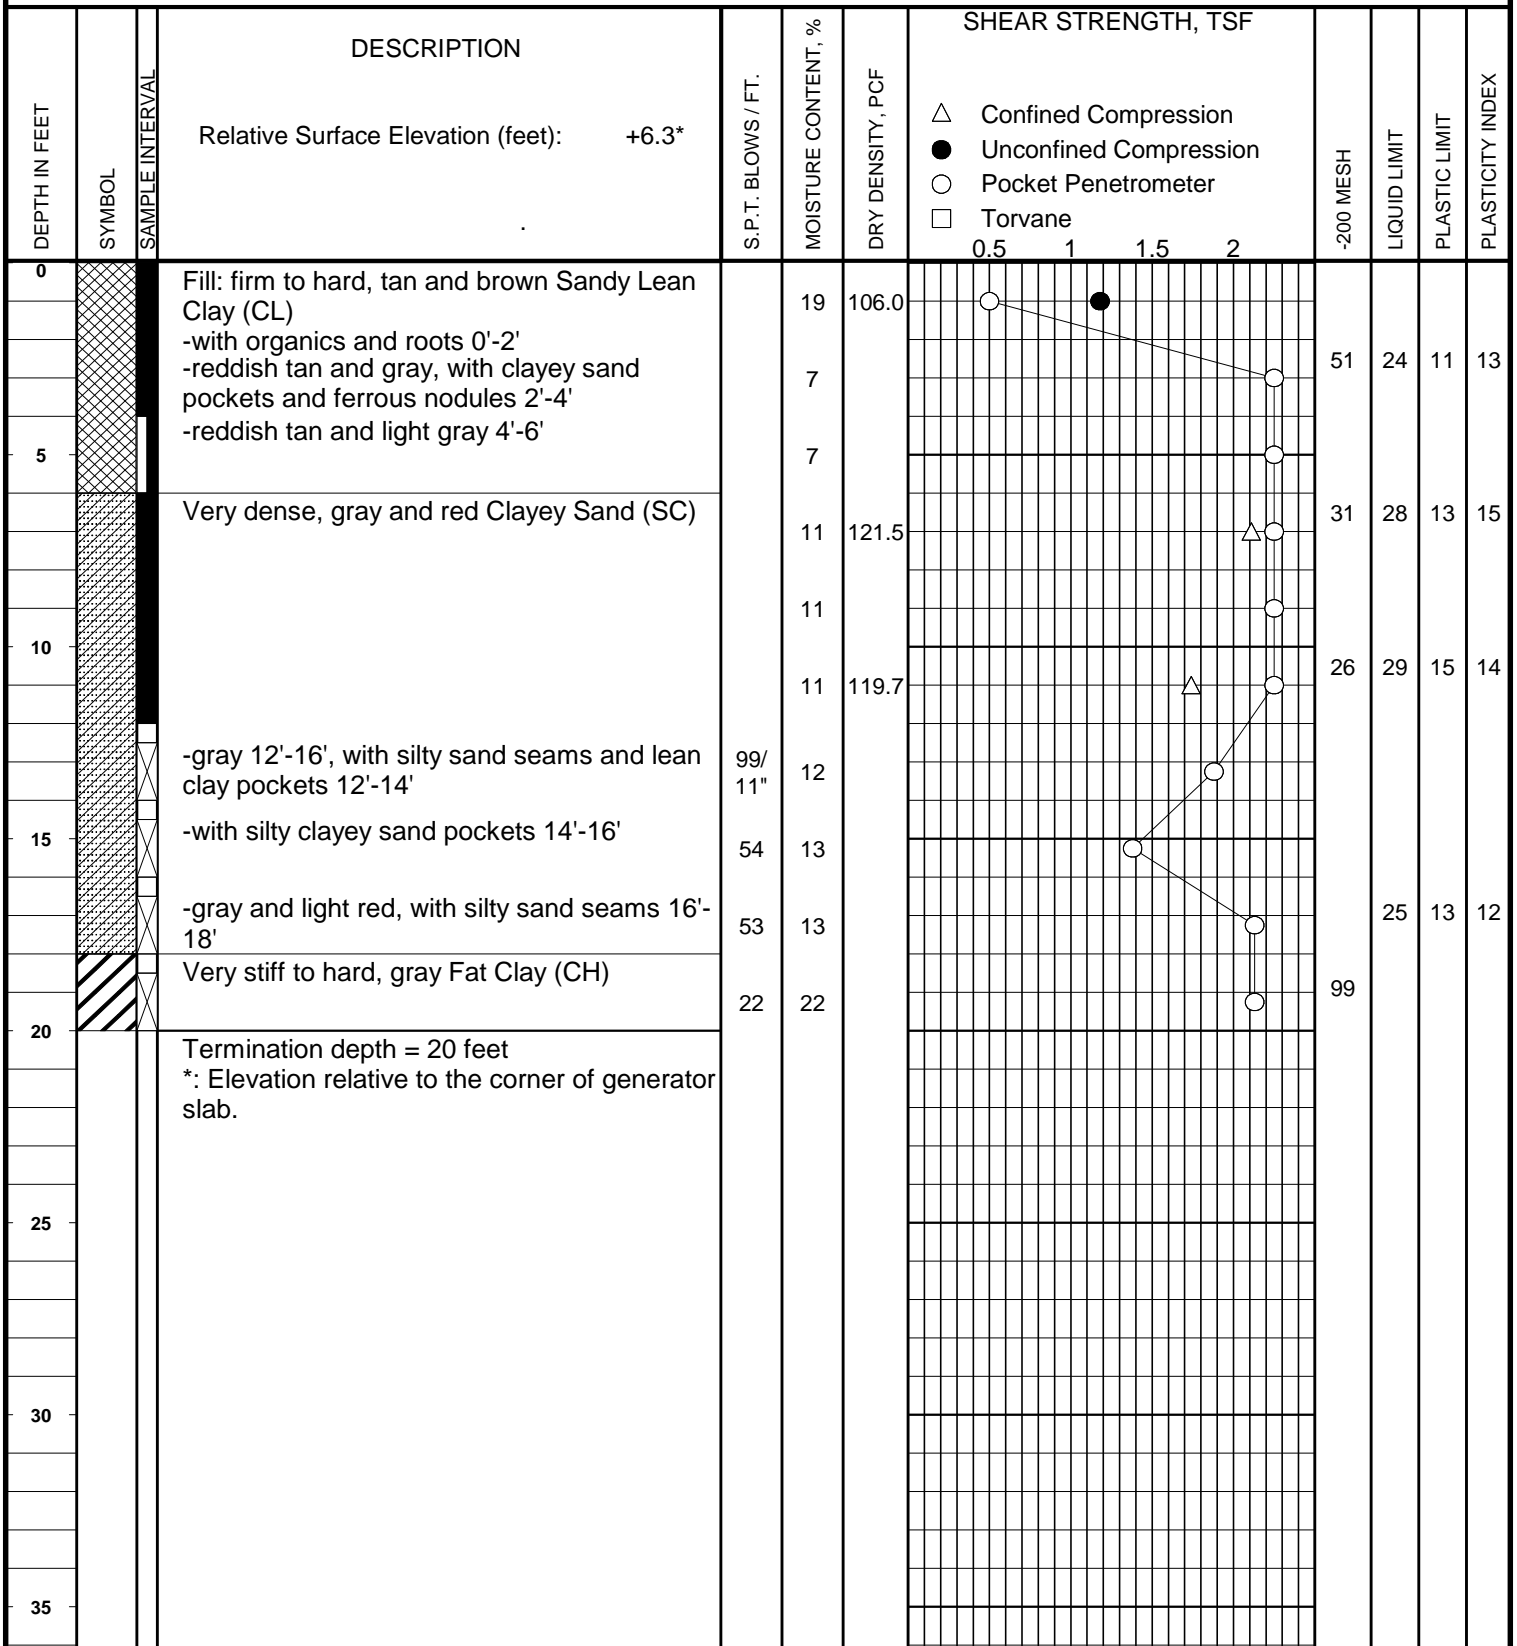 SHEAR STRENGTH, TSF
DESCRIPTION
Relative Surface Elevation (feet): +6.3*
.
DEPTH IN FEET
SYMBOL
SAMPLE INTERVAL
S.P.T. BLOWS / FT.
MOISTURE CONTENT, %
DRY DENSITY, PCF
Confined Compression
Unconfined Compression
Pocket Penetrometer
Torvane
0.5 1 1.5 2
-200 MESH
LIQUID LIMIT
PLASTIC LIMIT
PLASTICITY INDEX
0
Fill: firm to hard, tan and brown Sandy Lean
Clay (CL)
19 106.0
-with organics and roots 0'-2'
-reddish tan and gray, with clayey sand
51 24 11 13
pockets and ferrous nodules 2'-4'
7
-reddish tan and light gray 4'-6'
5
7
Very dense, gray and red Clayey Sand (SC)
31 28 13 15
11 121.5
11
10
26 29 15 14
11 119.7
-gray 12'-16', with silty sand seams and lean
clay pockets 12'-14'
99/
11"
12
-with silty clayey sand pockets 14'-16'
15
54 13
-gray and light red, with silty sand seams 16'-
18'
25 13 12
53 13
Very stiff to hard, gray Fat Clay (CH)
99
22 22
20
Termination depth = 20 feet
*: Elevation relative to the corner of generator
slab.
25
30
35